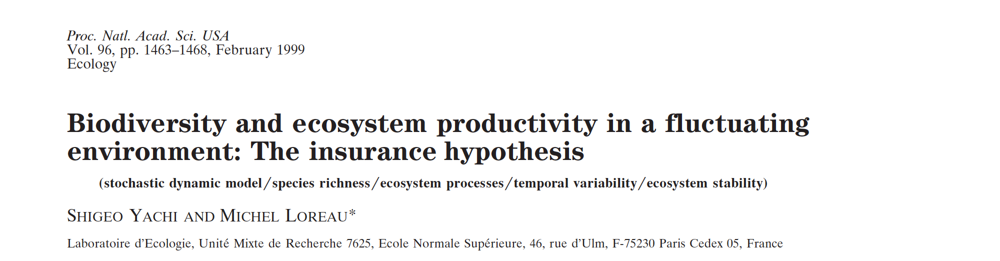 Proc. Natl. Acad. Sci. USA
Vol. 96, pp. 1463–1468, February 1999
Ecology
Biodiversity and ecosystem productivity in a fluctuating
environment: The insurance hypothesis
(stochastic dynamic model/species richness/ecosystem processes/temporal variability/ecosystem stability)
SHIGEO YACHI AND MICHEL LOREAU*
Laboratoire d’Ecologie, Unité Mixte de Recherche 7625, Ecole Normale Supérieure, 46, rue d’Ulm, F-75230 Paris Cedex 05, France